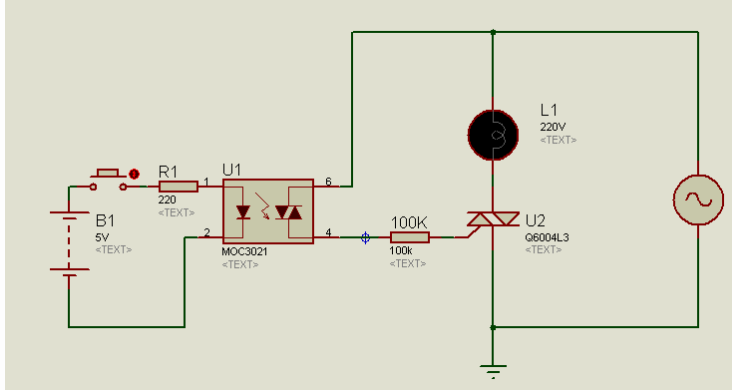 L1
220V
<TEXT>
R1
220
<TEXT>
1
U1
6
B1
5V
<TEXT>
2
MOC3021
<TEXT>
4
100K
100k
<TEXT>
U2
Q6004L3
<TEXT>